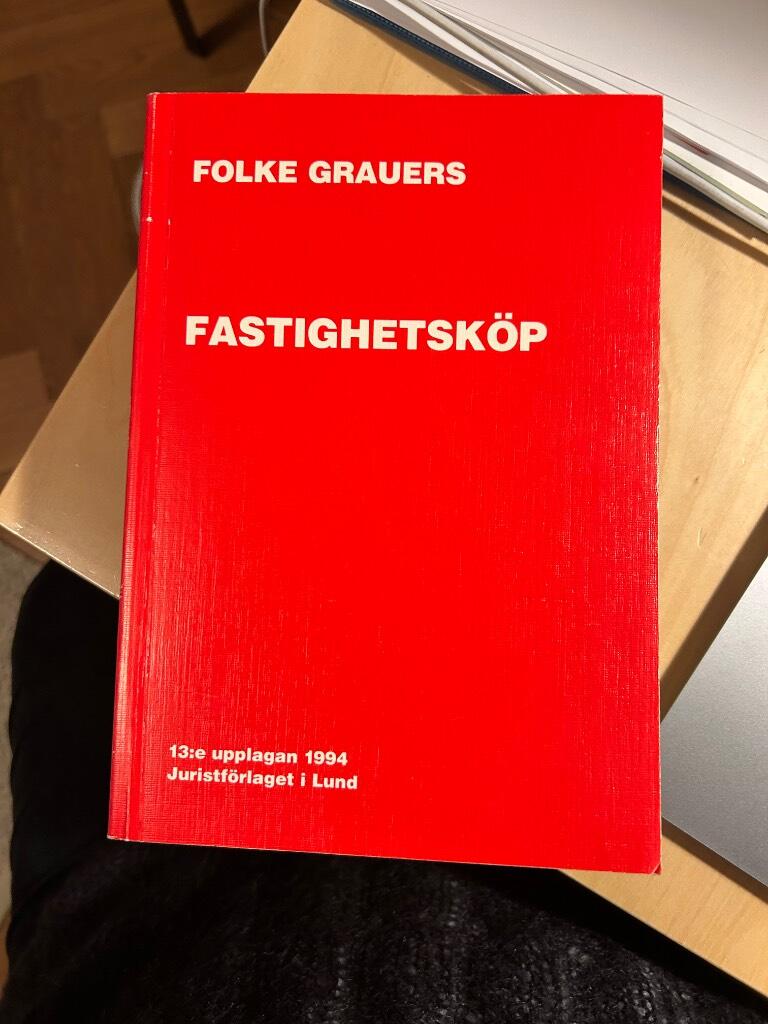 FOLKE GRAUERS
FASTIGHETSKÖP
13:e upplagan 1994
Juristförlaget i Lund